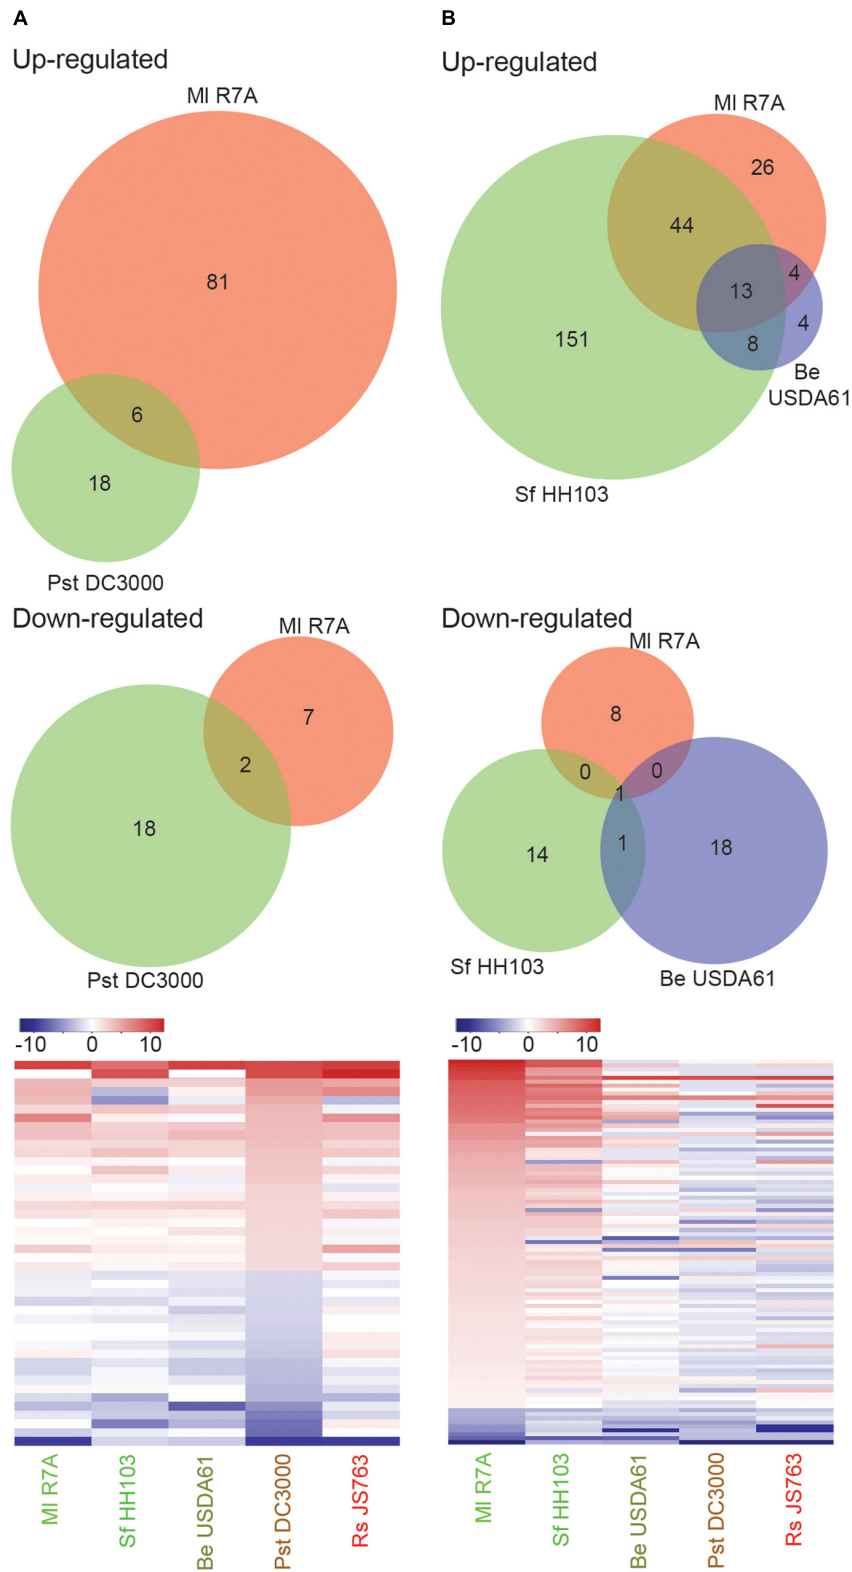 A
Up-regulated
Ml R7A
81
6
18
Pst DC3000
Down-regulated
Ml R7A
7
2
18
Pst DC3000
-10 0 10
Ml R7A
Sf HH103
Be USDA61
Pst DC3000
Rs JS763
B
Up-regulated
Ml R7A
26
44
4
13
4
151
8
Be
USDA61
Sf HH103
Down-regulated
Ml R7A
8
0
0
1
1
14
18
Sf HH103
Be USDA61
-10 0 10
Ml R7A
Sf HH103
Be USDA61
Pst DC3000
Rs JS763